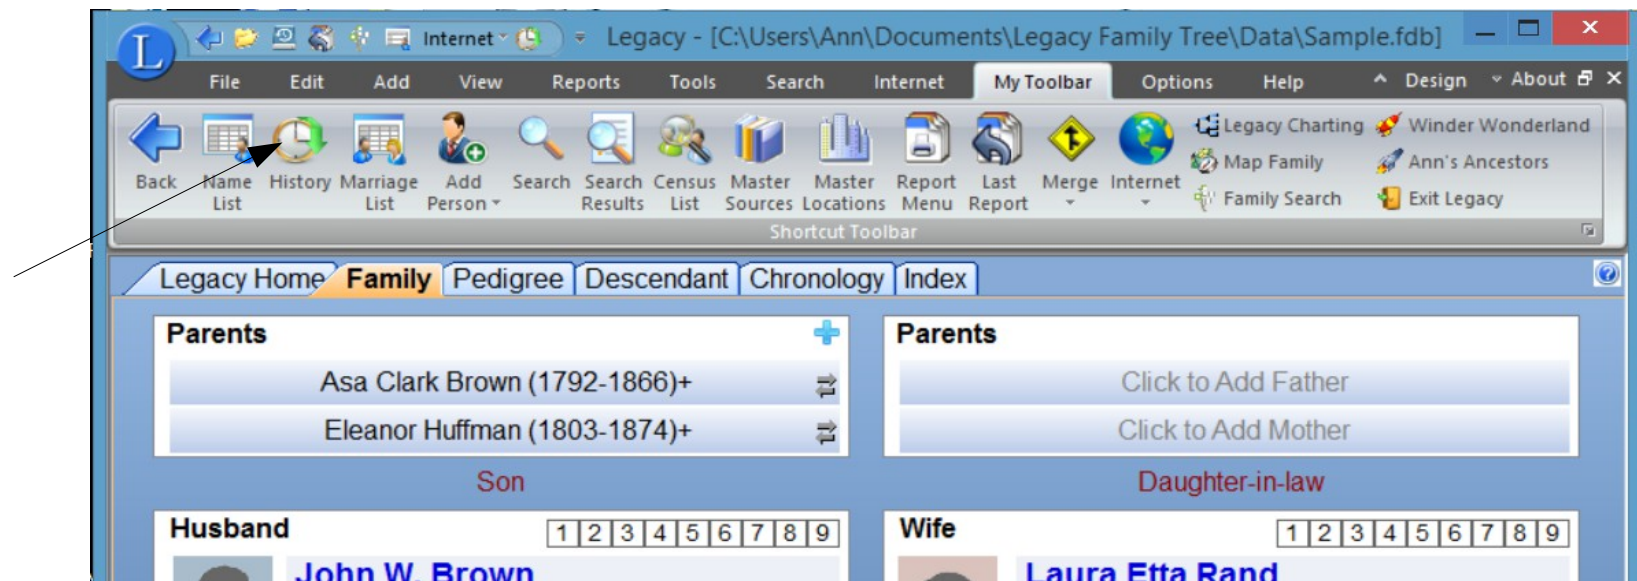 L Internet Legacy - [C:\Users\Ann\Documents\Legacy Family Tree\Data\Sample.fdb]
File Edit Add View Reports Tools Search Internet My Toolbar Options Help Design About
Back Name List History Marriage List Add Person Search Search Results Census List Master Sources Master Locations Report Menu Last Report Merge Internet
Legacy Charting Winder Wonderland
Map Family Ann's Ancestors
Family Search Exit Legacy
Shortcut Toolbar
Legacy Home Family Pedigree Descendant Chronology Index
Parents Parents
Asa Clark Brown (1792-1866)+ Click to Add Father
Eleanor Huffman (1803-1874)+ Click to Add Mother
Son Daughter-in-law
Husband 1 2 3 4 5 6 7 8 9 Wife 1 2 3 4 5 6 7 8 9
John W. Brown Laura Etta Rand